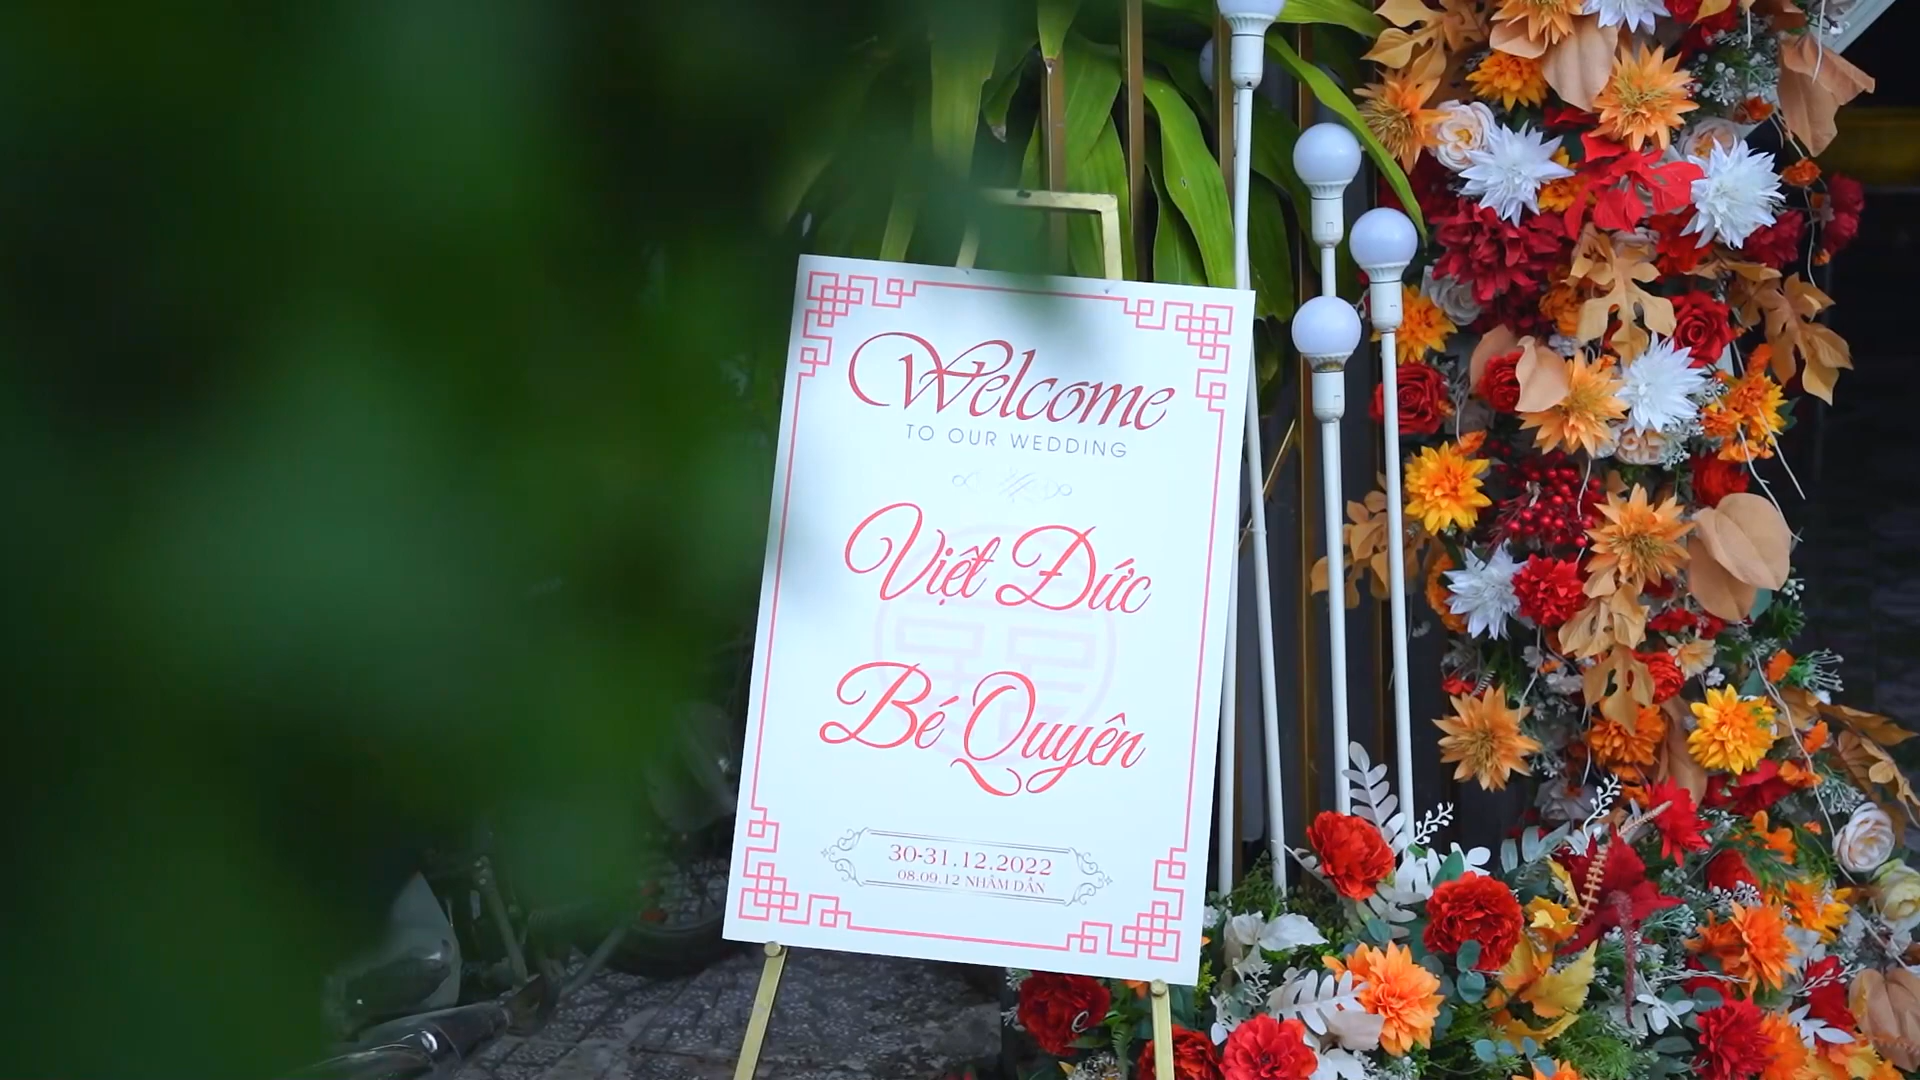 Welcome
TO OUR WEDDING
Việt Đức
Bé Quyên
30-31.12.2022
08.09.12 NHÂM DẦN